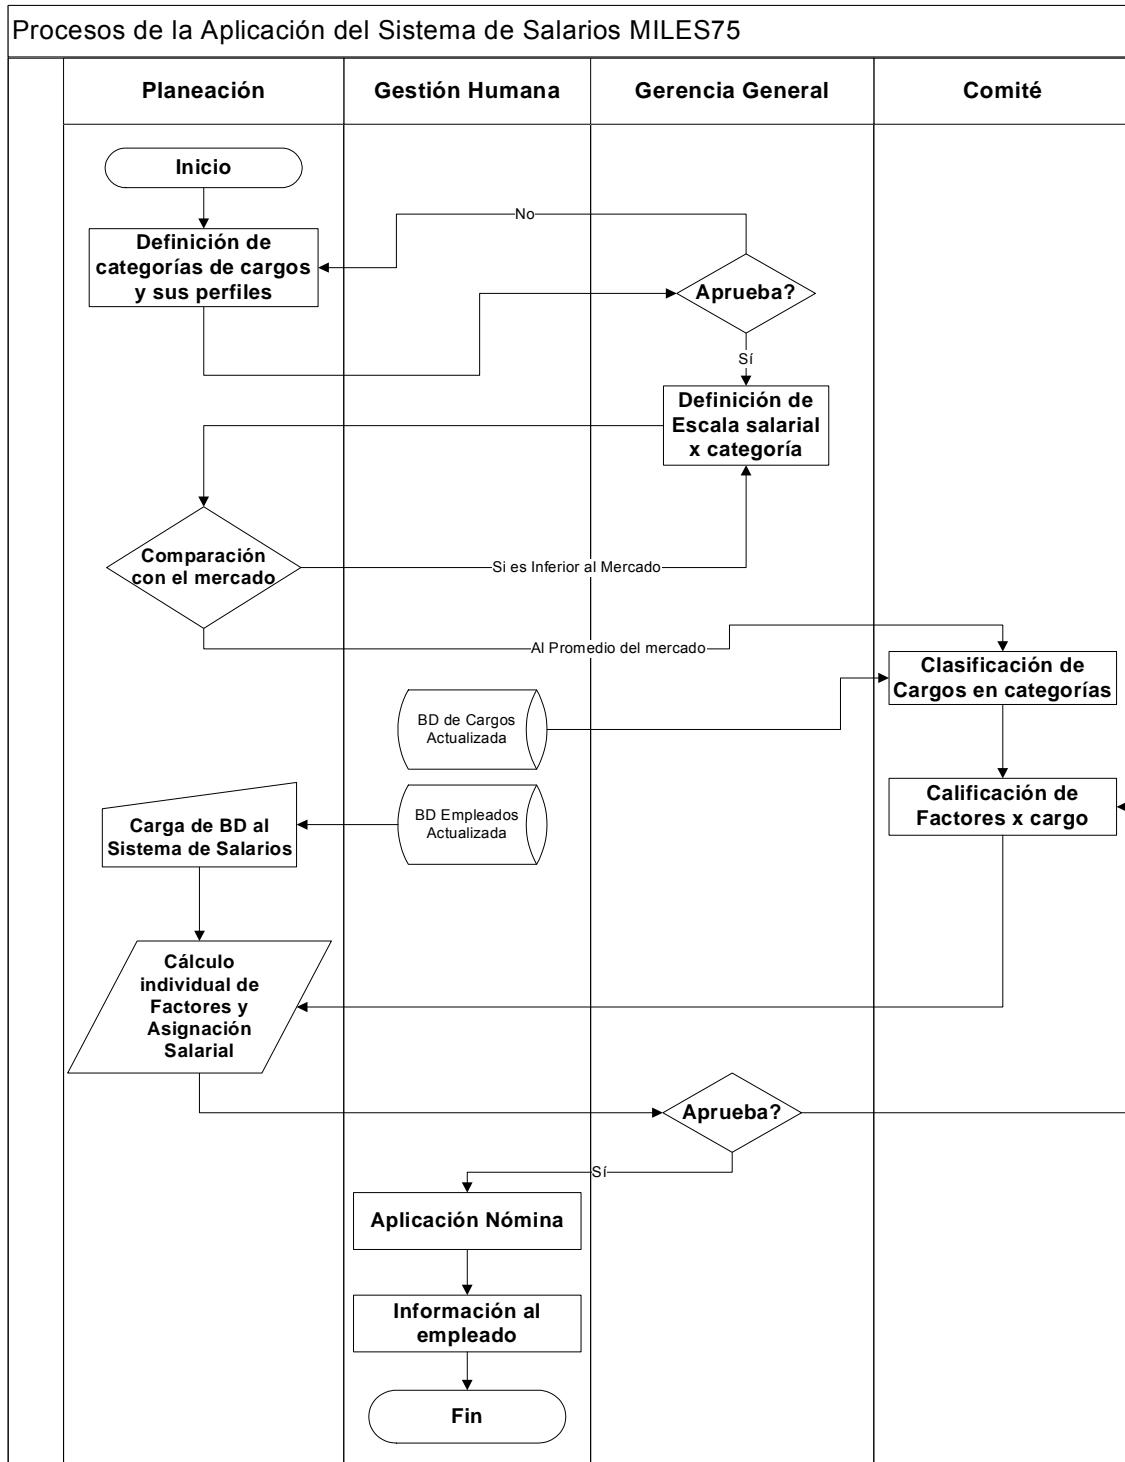 Procesos de la Aplicación del Sistema de Salarios MILES75
Planeación
Gestión Humana
Gerencia General
Comité
Inicio
No
Definición de
categorías de cargos
y sus perfiles
Aprueba?
Sí
Definición de
Escala salarial
x categoría
Comparación
con el mercado
Si es Inferior al Mercado
Al Promedio del mercado
Clasificación de
Cargos en categorías
BD de Cargos
Actualizada
Calificación de
Factores x cargo
BD Empleados
Actualizada
Carga de BD al
Sistema de Salarios
Cálculo
individual de
Factores y
Asignación
Salarial
Aprueba?
Sí
Aplicación Nómina
Información al
empleado
Fin